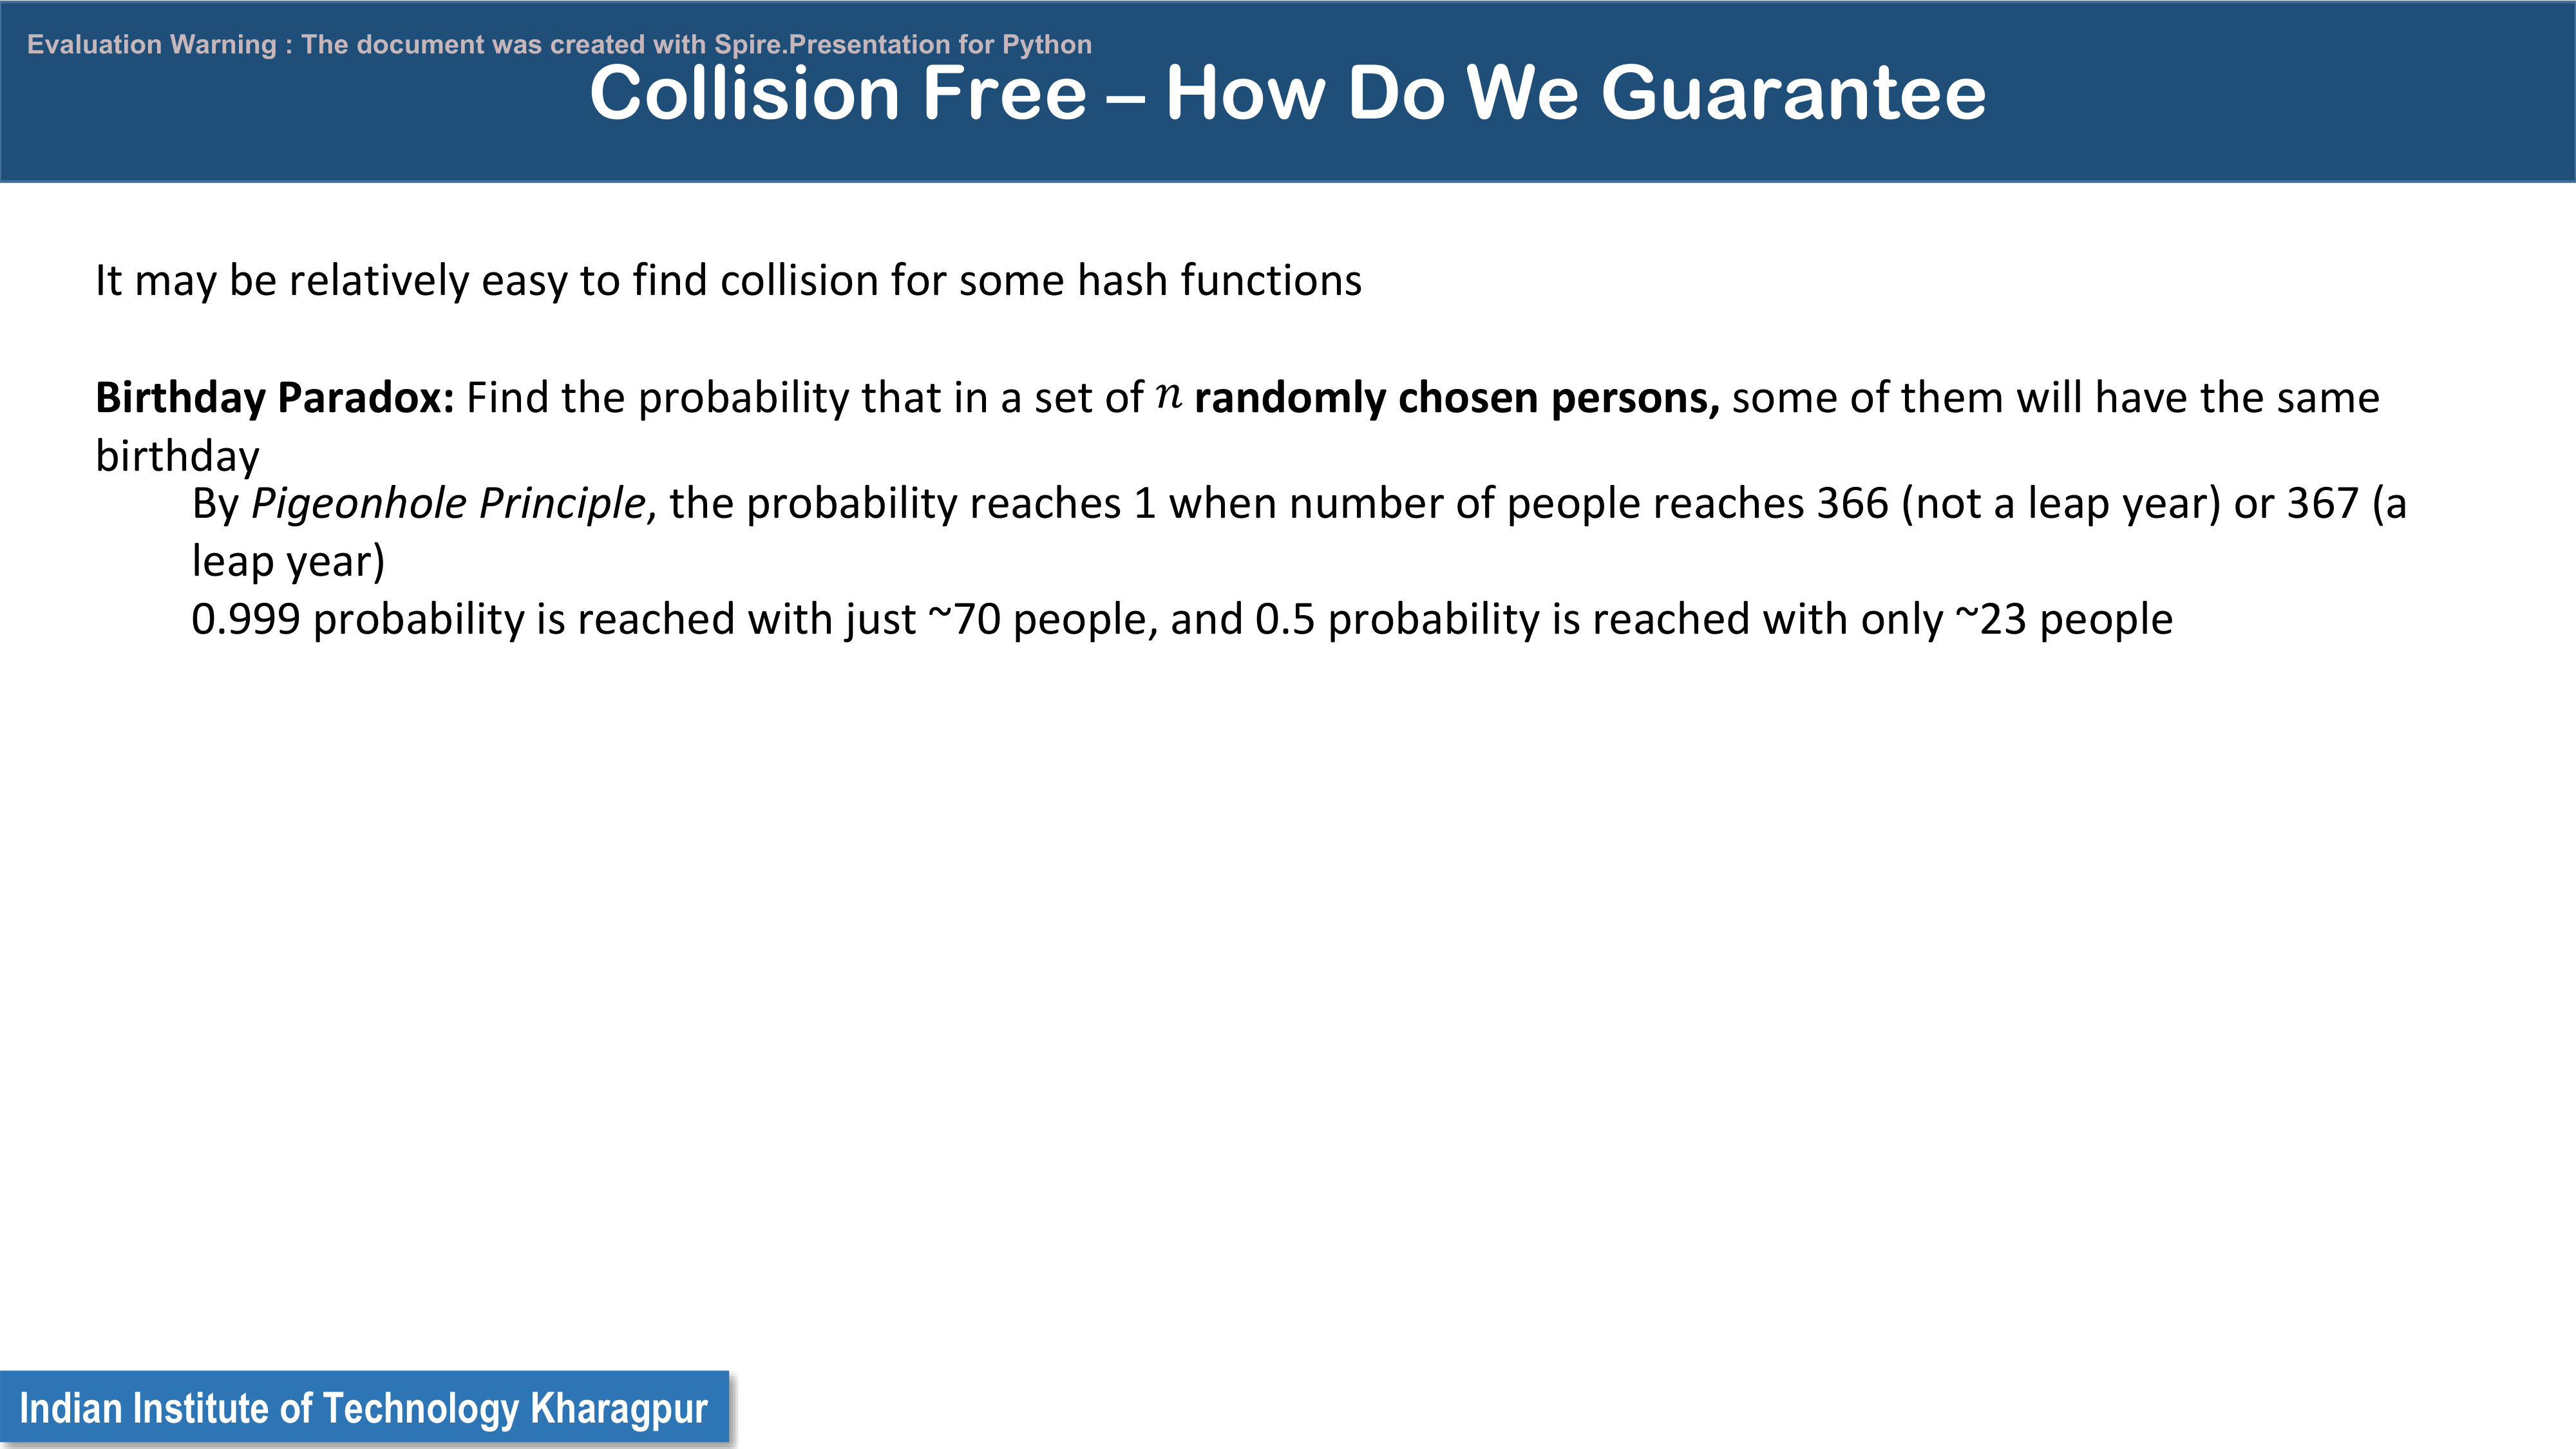 Evaluation Warning : The document was created with Spire.Presentation for Python
Collision Free – How Do We Guarantee
It may be relatively easy to find collision for some hash functions
Birthday Paradox: Find the probability that in a set of n randomly chosen persons, some of them will have the same
birthday
By Pigeonhole Principle, the probability reaches 1 when number of people reaches 366 (not a leap year) or 367 (a
leap year)
0.999 probability is reached with just ~70 people, and 0.5 probability is reached with only ~23 people
Indian Institute of Technology Kharagpur